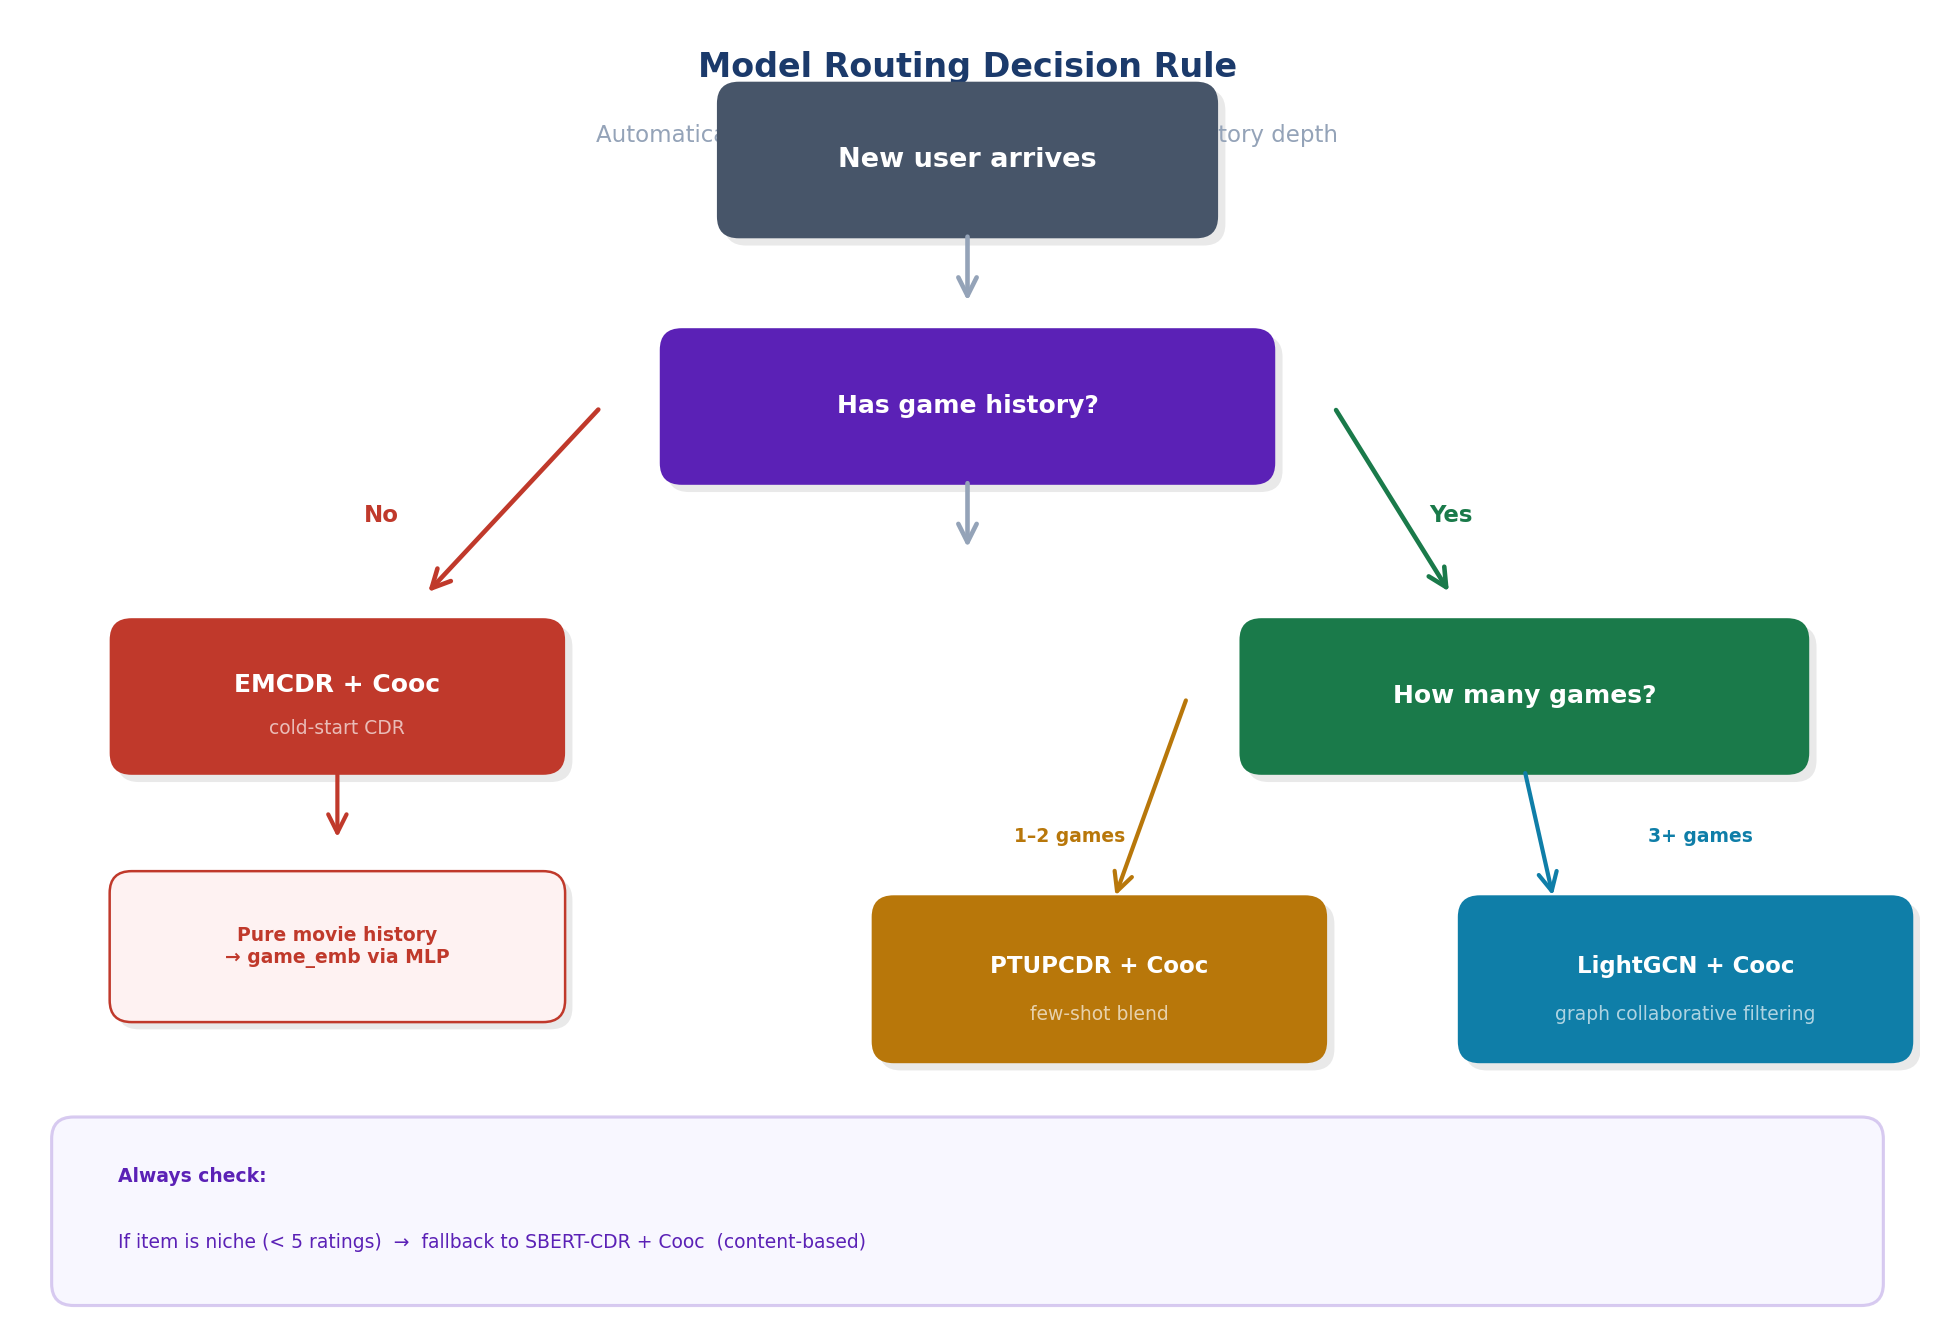 Model Routing Decision Rule
depth
New user arrives
Has game history?
No
Yes
EMCDR + Cooc
cold-start CDR
How many games?
1–2 games
3+ games
Pure movie history
→ game_emb via MLP
PTUPCDR + Cooc
few-shot blend
LightGCN + Cooc
graph collaborative filtering
Always check:
If item is niche (< 5 ratings) → fallback to SBERT-CDR + Cooc (content-based)